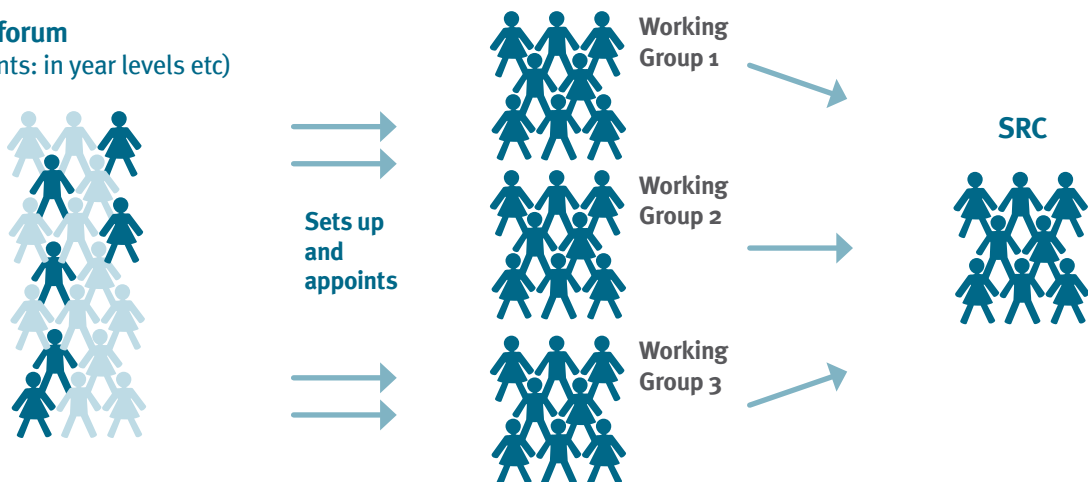 forum
nts: in year levels etc)
Working
Group 1
SRC
Working
Group 2
Sets up
and
appoints
Working
Group 3